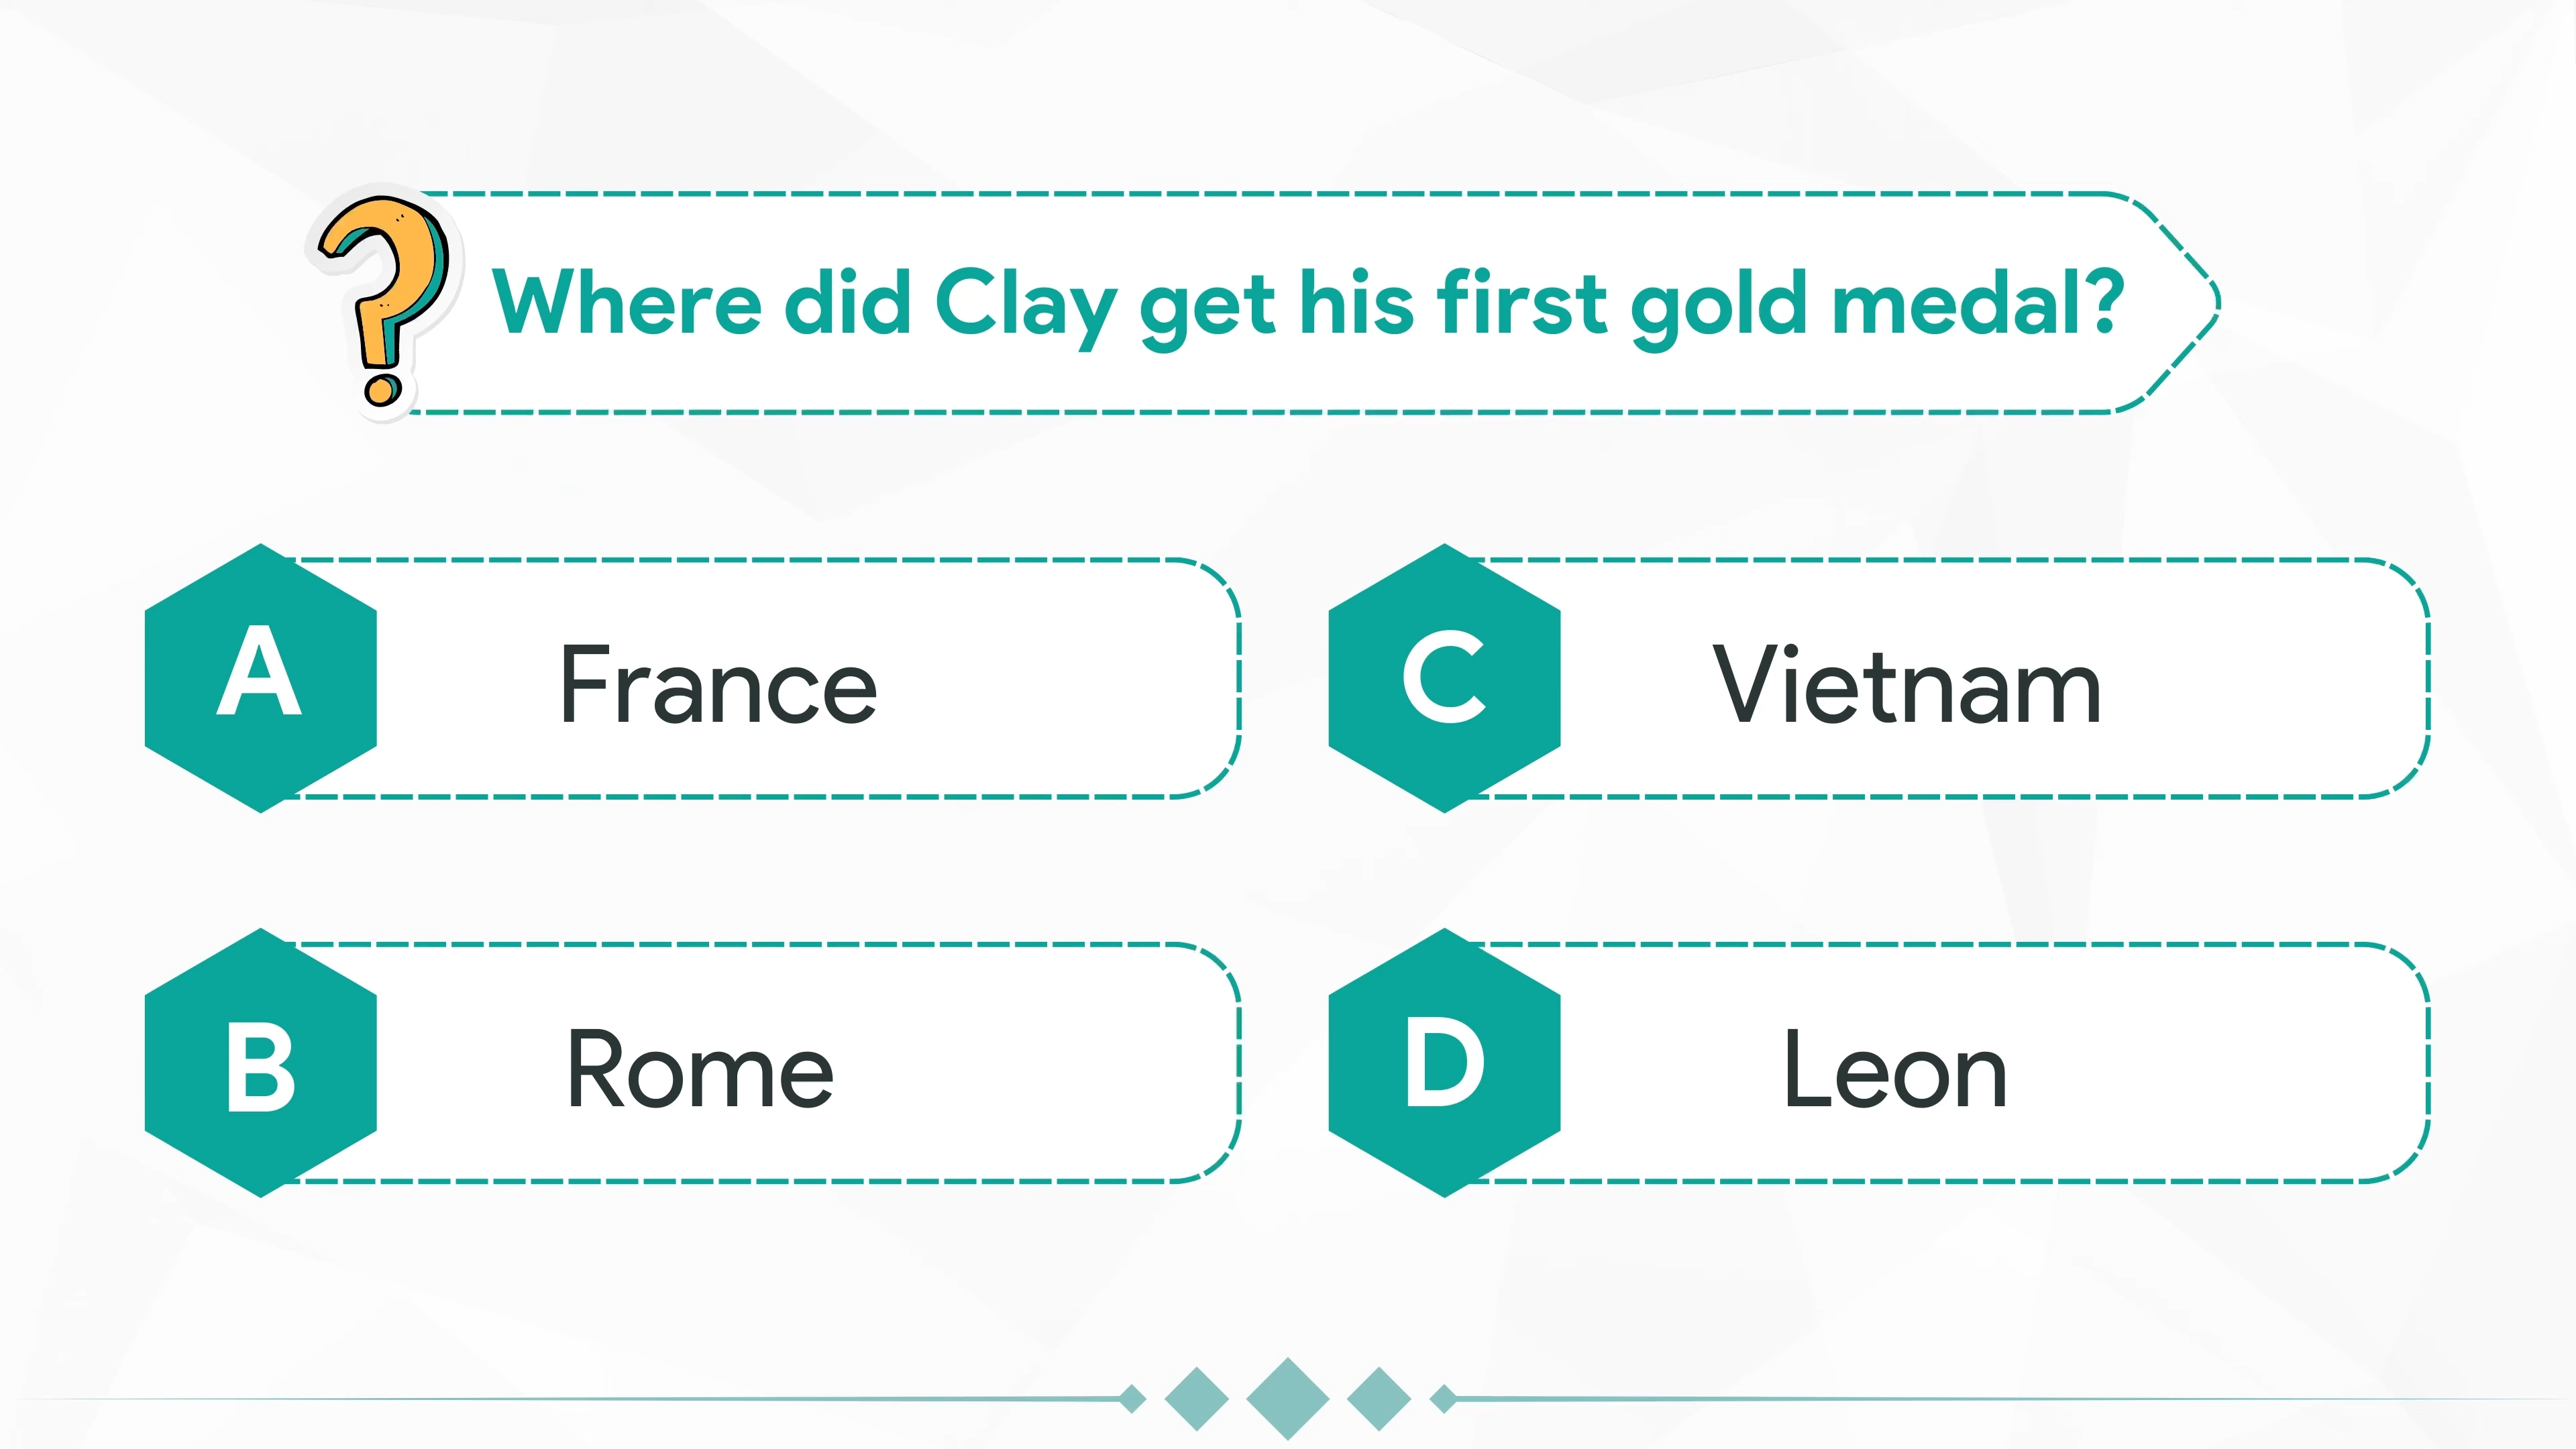 Where did Clay get his first gold medal?
A
France
B
Rome
C
Vietnam
D
Leon